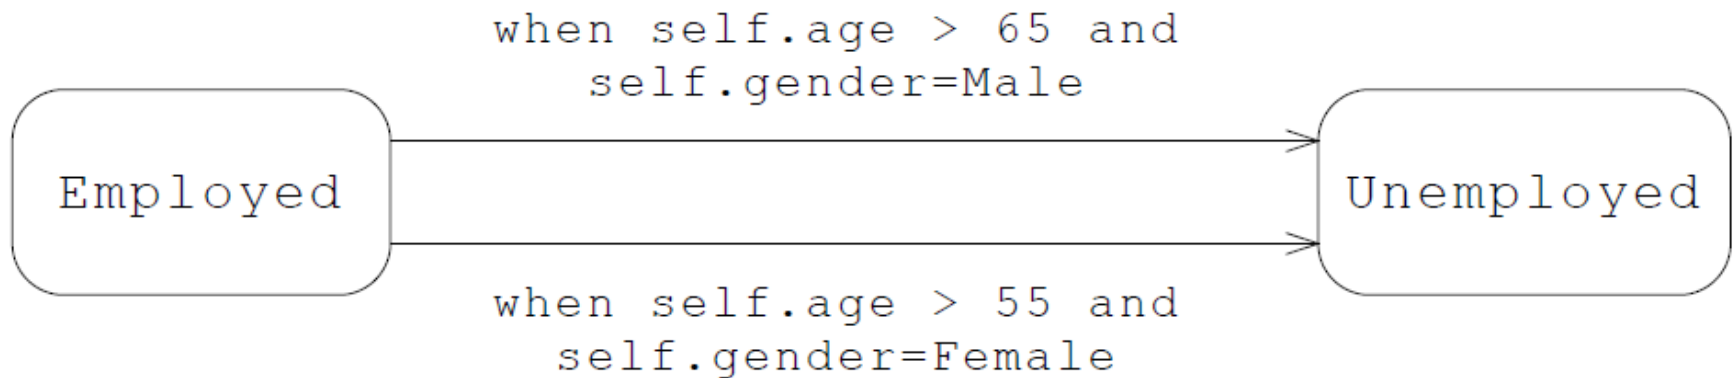 when self.age > 65 and
self.gender=Male
Employed
Unemployed
when self.age > 55 and
self.gender=Female